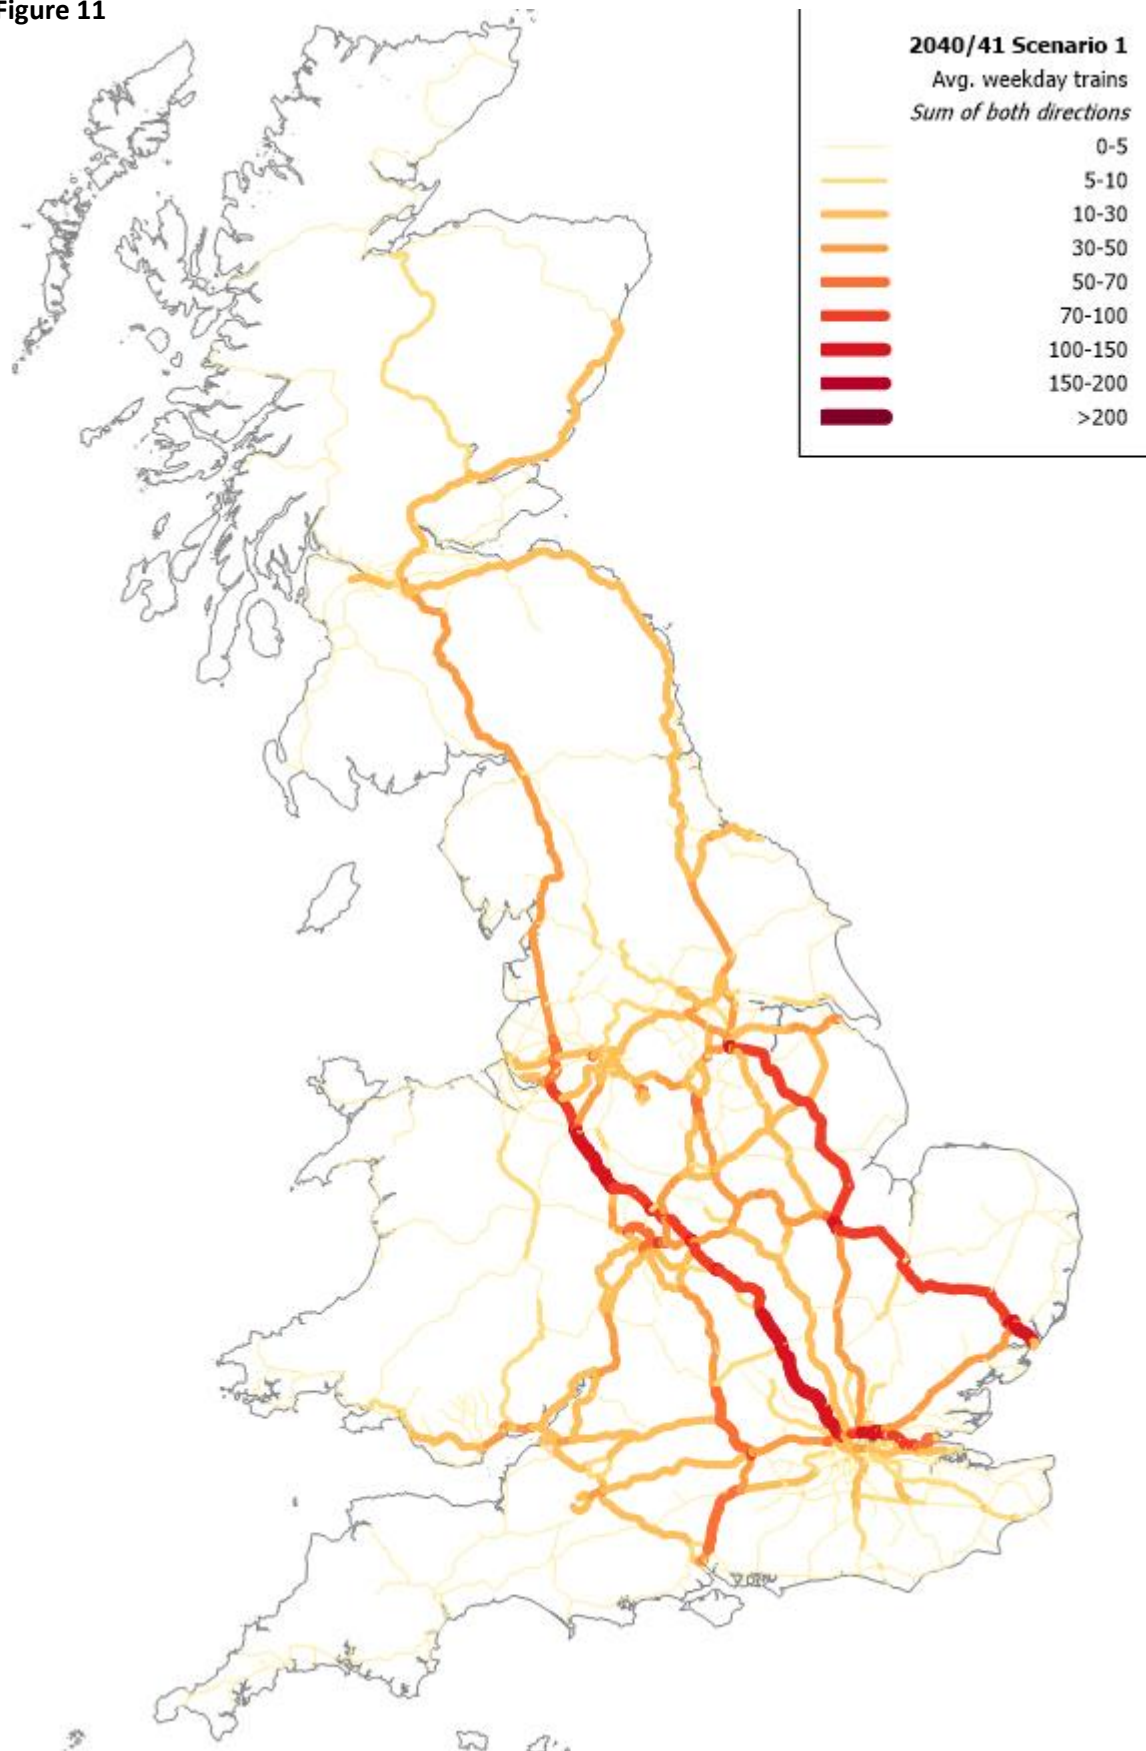 Figure 11
2040/41 Scenario 1
Avg. weekday trains
Sum of both directions
0-5
5-10
10-30
30-50
50-70
70-100
100-150
150-200
>200